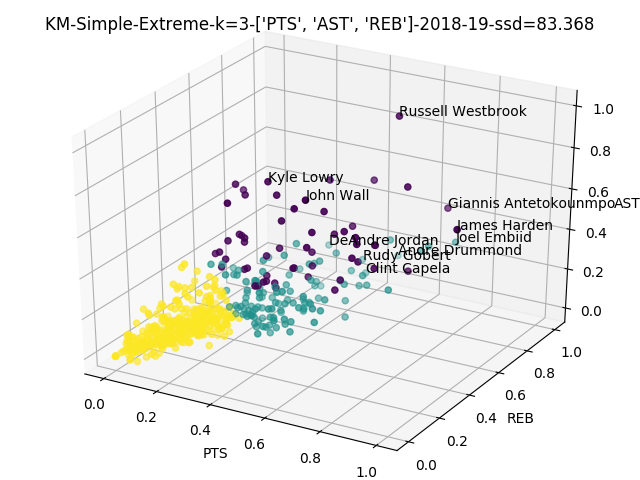 KM-Simple-Extreme-k=3-['PTS', 'AST', 'REB']-2018-19-ssd=83.368
Russell Westbrook
Kyle Lowry
John Wall
Giannis Antetokounmpo
AST
James Harden
Joel Embid
DeAndre Jordan
Andre Drummond
Rudy Gobert
Clint Capela
1.0
0.8
0.6
0.4
0.2
0.0
0.0
0.2
0.4
0.6
0.8
1.0
PTS
0.0
0.2
0.4
0.6
0.8
1.0
REB